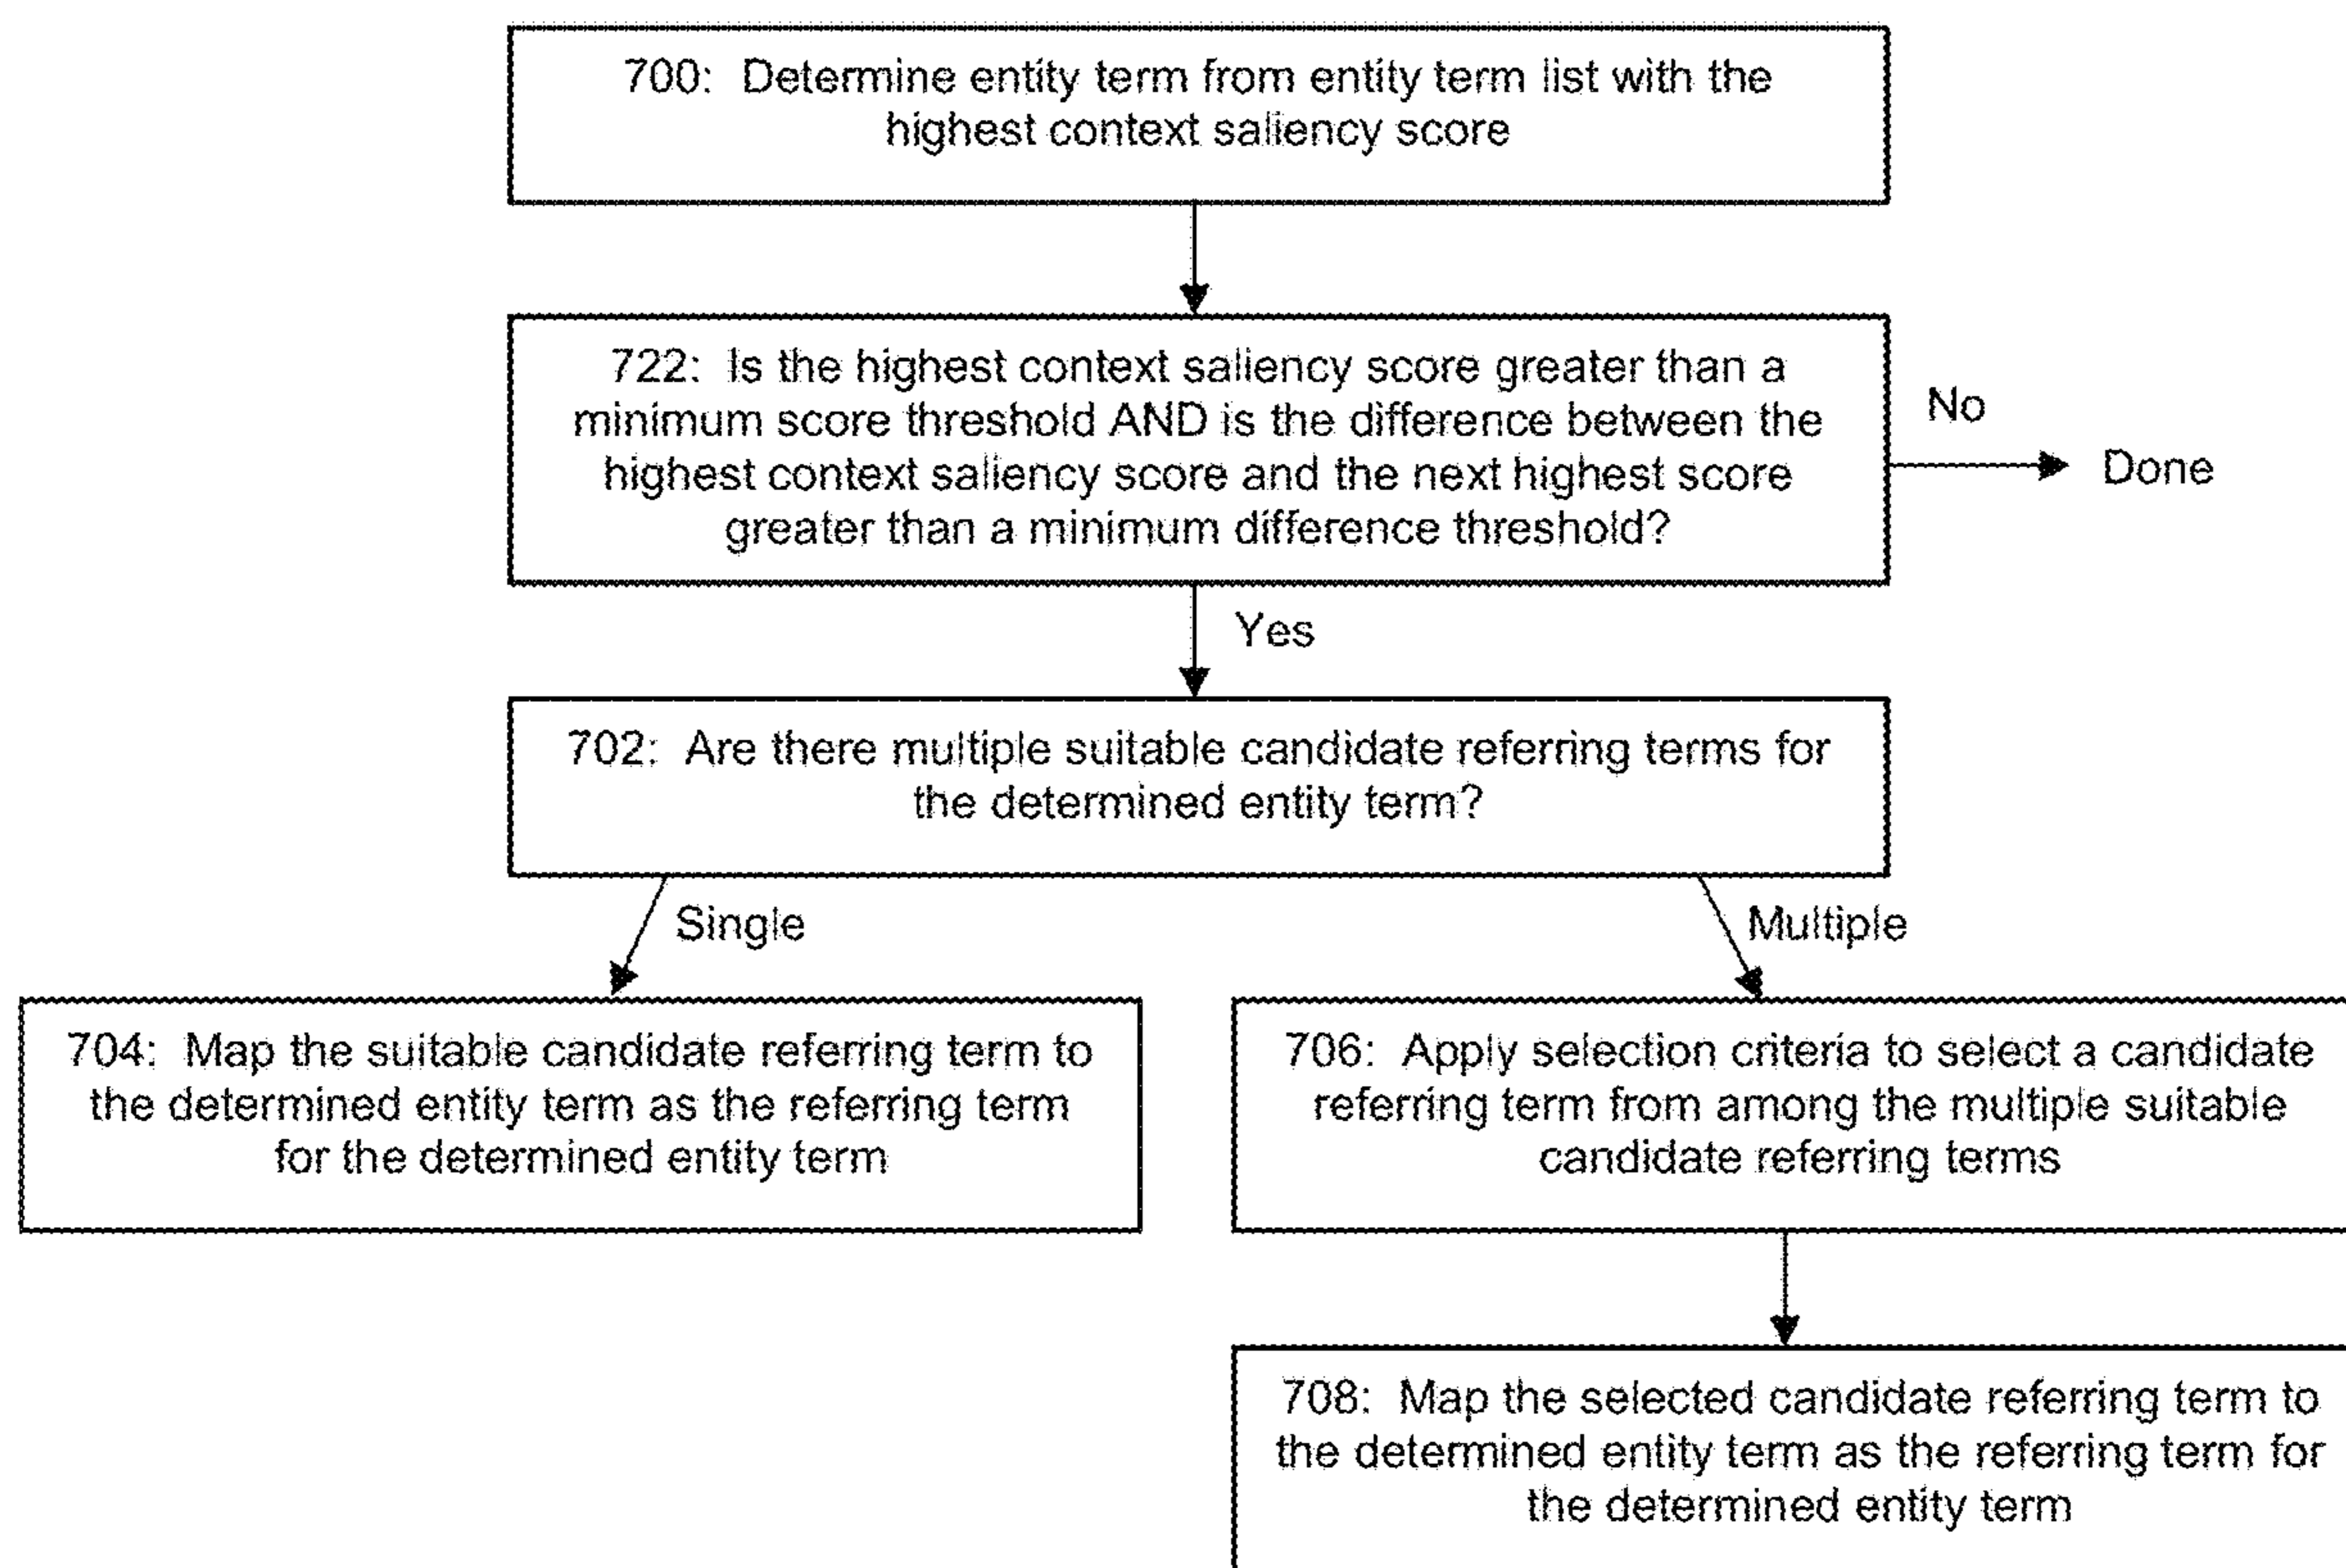 700: Determine entity term from entity term list with the
highest context saliency score
722: Is the highest context saliency score greater than a
minimum score threshold AND is the difference between the
highest context saliency score and the next highest score
greater than a minimum difference threshold?
No
Done
Yes
702: Are there multiple suitable candidate referring terms for
the determined entity term?
Single
Multiple
704: Map the suitable candidate referring term to
the determined entity term as the referring term
for the determined entity term
706: Apply selection criteria to select a candidate
referring term from among the multiple suitable
candidate referring terms
708: Map the selected candidate referring term to
the determined entity term as the referring term for
the determined entity term